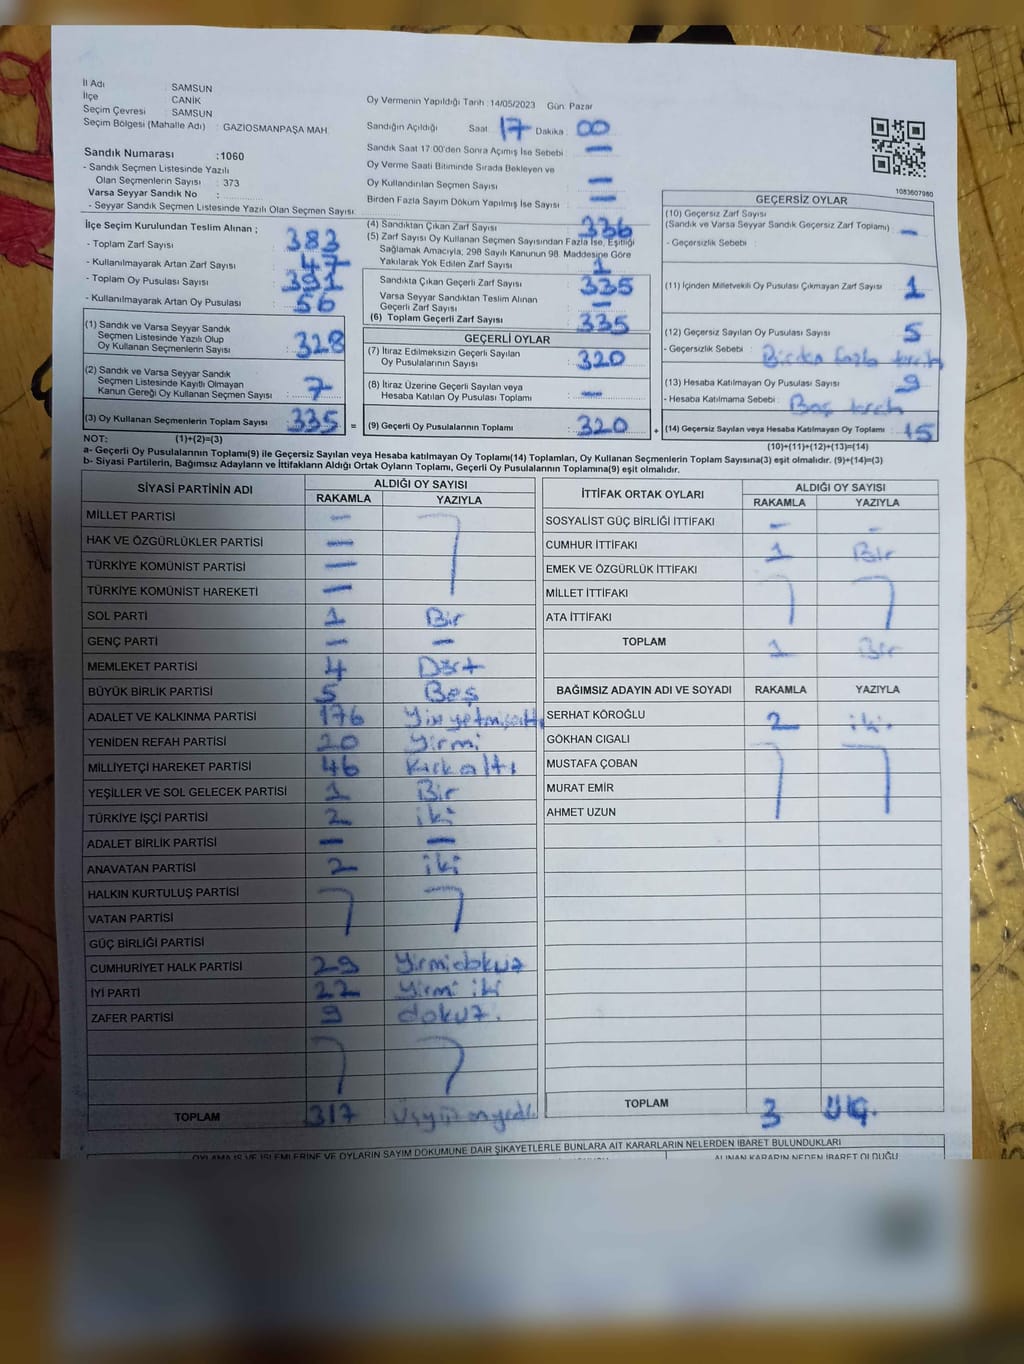 İl Adı : SAMSUN
İlçe CANİK
Seçim Çevresi : SAMSUN
Seçim Bölgesi (Mahalle Adı) : GAZİOSMANPAŞA MAH.
Oy Vermenin Yapıldığı Tarih : 14/05/2023 Gün: Pazar
Sandığın Açıldığı Saat : 17 Dakika : 00
Sandık Saat 17:00'den Sonra Açımış İse Sebebi : —
Oy Verme Saati Bitiminde Sırada Bekleyen ve
Oy Kullandırılan Seçmen Sayısı —
Birden Fazla Sayım Döküm Yapılmış İse Sayısı : —
Sandık Numarası :1060
- Sandık Seçmen Listesinde Yazılı
Olan Seçmenlerin Sayısı : 373
Varsa Seyyar Sandık No :
- Seyyar Sandık Seçmen Listesinde Yazılı Olan Seçmen Sayısı:
1083607980
İlçe Seçim Kurulundan Teslim Alınan ;
- Toplam Zarf Sayısı : 383
- Kullanılmayarak Artan Zarf Sayısı : 47
- Toplam Oy Pusulası Sayısı : 391
- Kullanılmayarak Artan Oy Pusulası : 56
(1) Sandık ve Varsa Seyyar Sandık
Seçmen Listesinde Yazılı Olup
Oy Kullanan Seçmenlerin Sayısı : 328
(2) Sandık ve Varsa Seyyar Sandık
Seçmen Listesinde Kayıtlı Olmayan
Kanun Gereği Oy Kullanan Seçmen Sayısı : 7
(3) Oy Kullanan Seçmenlerin Toplam Sayısı : 335
(4) Sandıktan Çıkan Zarf Sayısı : 336
(5) Zarf Sayısı Oy Kullanan Seçmen Sayısından Fazla İse, Eşitliği
Sağlamak Amacıyla, 298 Sayılı Kanunun 98. Maddesine Göre
Yakılarak Yok Edilen Zarf Sayısı : 1
Sandıkta Çıkan Geçerli Zarf Sayısı : 335
Varsa Seyyar Sandıktan Teslim Alınan
Geçerli Zarf Sayısı : —
(6) Toplam Geçerli Zarf Sayısı : 335
GEÇERLİ OYLAR
(7) İtiraz Edilmeksizin Geçerli Sayılan
Oy Pusulalarının Sayısı : 320
(8) İtiraz Üzerine Geçerli Sayılan veya
Hesaba Katılan Oy Pusulası Toplamı : —
= (9) Geçerli Oy Pusulalarının Toplamı : 320 +
GEÇERSİZ OYLAR
(10) Geçersiz Zarf Sayısı
(Sandık ve Varsa Seyyar Sandık Geçersiz Zarf Toplamı) : —
- Geçersizlik Sebebi :
(11) İçinden Milletvekili Oy Pusulası Çıkmayan Zarf Sayısı : 1
(12) Geçersiz Sayılan Oy Pusulası Sayısı : 5
- Geçersizlik Sebebi : Birden fazla tercih
(13) Hesaba Katılmayan Oy Pusulası Sayısı : 9
- Hesaba Katılmama Sebebi : Boş tercih
(14) Geçersiz Sayılan veya Hesaba Katılmayan Oy Toplamı : 15
NOT: (1)+(2)=(3)
(10)+(11)+(12)+(13)=(14)
a- Geçerli Oy Pusulasının Toplamı(9) ile Geçersiz Sayılan veya Hesaba katılmayan Oy Toplamı(14) Toplamları, Oy Kullanan Seçmenlerin Toplam Sayısına(3) eşit olmalıdır. (9)+(14)=(3)
b- Siyasi Partilerin, Bağımsız Adayların ve İttifakların Aldığı Ortak Oyların Toplamı, Geçerli Oy Pusulalarının Toplamına(9) eşit olmalıdır.
SİYASİ PARTİNİN ADI ALDIĞI OY SAYISI
RAKAMLA YAZIYLA
MİLLET PARTİSİ —
HAK VE ÖZGÜRLÜKLER PARTİSİ —
TÜRKİYE KOMÜNİST PARTİSİ —
TÜRKİYE KOMÜNİST HAREKETİ —
SOL PARTİ 1 Bir
GENÇ PARTİ — —
MEMLEKET PARTİSİ 4 Dört
BÜYÜK BİRLİK PARTİSİ 5 Beş
ADALET VE KALKINMA PARTİSİ 176
YENİDEN REFAH PARTİSİ 20 Yirmi
MİLLİYETÇİ HAREKET PARTİSİ 46 Kırkaltı
YEŞİLLER VE SOL GELECEK PARTİSİ 1 Bir
TÜRKİYE İŞÇİ PARTİSİ 2 iki
ADALET BİRLİK PARTİSİ — —
ANAVATAN PARTİSİ 2 iki
HALKIN KURTULUŞ PARTİSİ
VATAN PARTİSİ
GÜÇ BİRLİĞİ PARTİSİ
CUMHURİYET HALK PARTİSİ 29 Yirmidokuz
İYİ PARTİ 22 Yirmi iki
ZAFER PARTİSİ 9 dokuz.
TOPLAM 317 Üçyüzonyedi
İTTİFAK ORTAK OYLARI ALDIĞI OY SAYISI
RAKAMLA YAZIYLA
SOSYALİST GÜÇ BİRLİĞİ İTTİFAKI — —
CUMHUR İTTİFAKI 1 Bir
EMEK VE ÖZGÜRLÜK İTTİFAKI
MİLLET İTTİFAKI
ATA İTTİFAKI
TOPLAM 1 Bir
BAĞIMSIZ ADAYIN ADI VE SOYADI RAKAMLA YAZIYLA
SERHAT KÖROĞLU 2 iki.
GÖKHAN CIGALI
MUSTAFA ÇOBAN
MURAT EMİR
AHMET UZUN
TOPLAM 3 ÜÇ.
OYLAMA İŞ VE İŞLEMLERİNE VE OYLARIN SAYIM DÖKÜMÜNE DAİR ŞİKAYETLERLE BUNLARA AİT KARARLARIN NELERDEN İBARET BULUNDUKLARI
ALINAN KARARIN NEDEN İBARET OLDUĞU